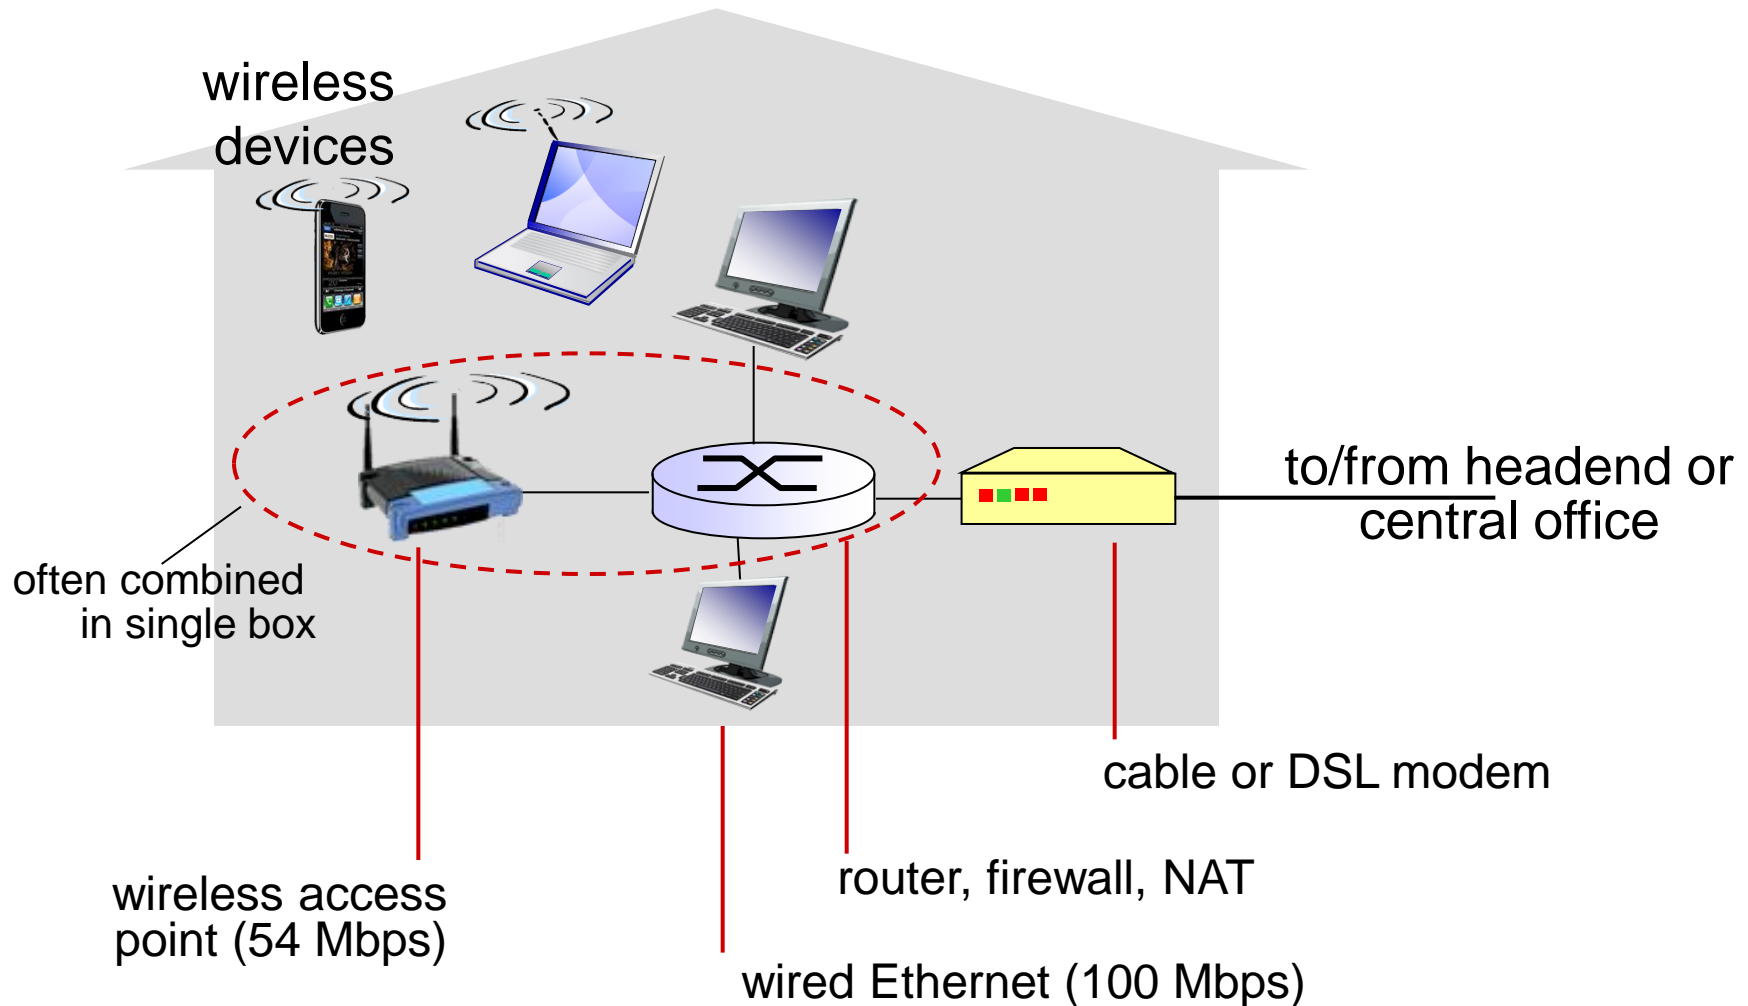 wireless
devices
to/from headend or
central office
often combined
in single box
cable or DSL modem
router, firewall, NAT
wireless access
point (54 Mbps)
wired Ethernet (100 Mbps)